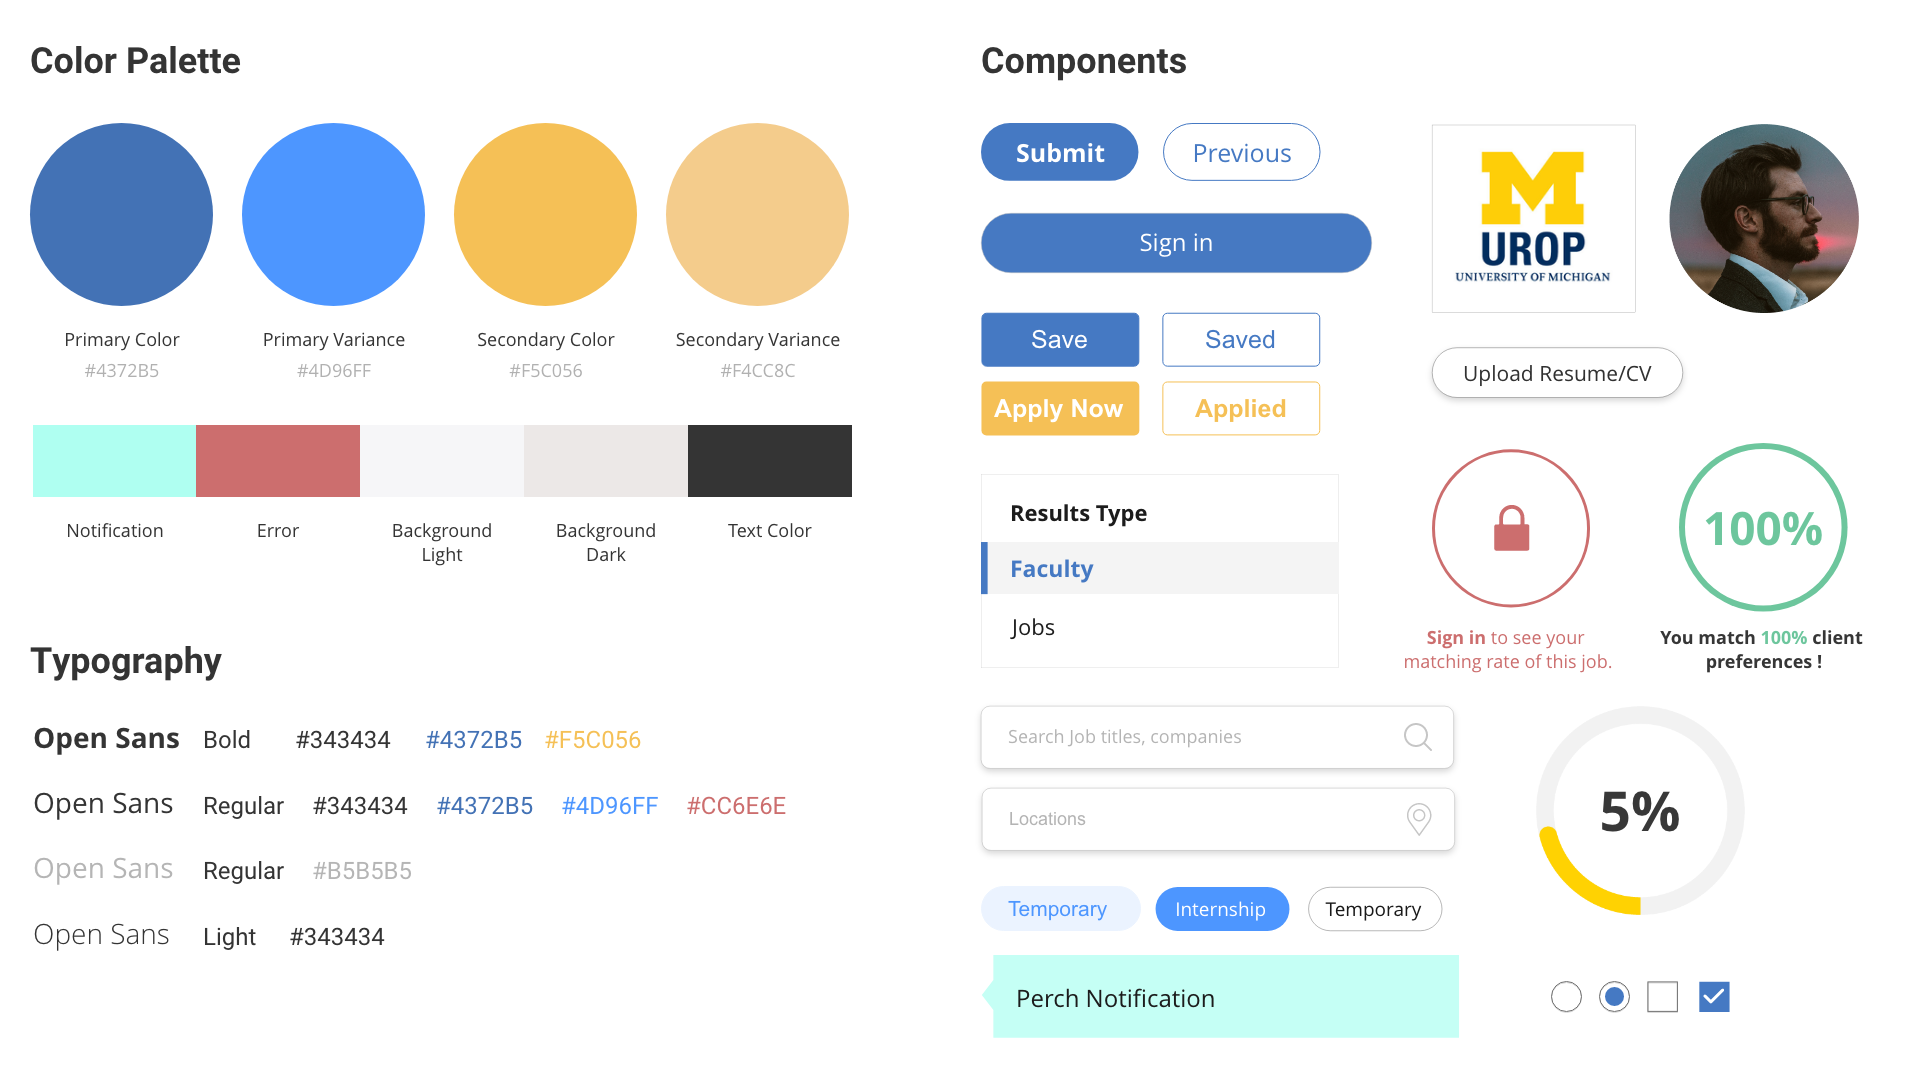 Color Palette
Primary Color
#4372B5
Primary Variance
#4D96FF
Secondary Color
#F5C056
Secondary Variance
#F4CC8C
Notification
Error
Background
Light
Background
Dark
Text Color
Typography
Open Sans Bold #343434 #4372B5 #F5C056
Open Sans Regular #343434 #4372B5 #4D96FF #CC6E6E
Open Sans Regular #B5B5B5
Open Sans Light #343434
Components
Submit
Previous
Sign in
Save
Saved
Apply Now
Applied
Results Type
Faculty
Jobs
Search Job titles, companies
Locations
Temporary
Internship
Temporary
Perch Notification
M
UROP
UNIVERSITY OF MICHIGAN
Upload Resume/CV
Sign in to see your
matching rate of this job.
100%
You match 100% client
preferences !
5%